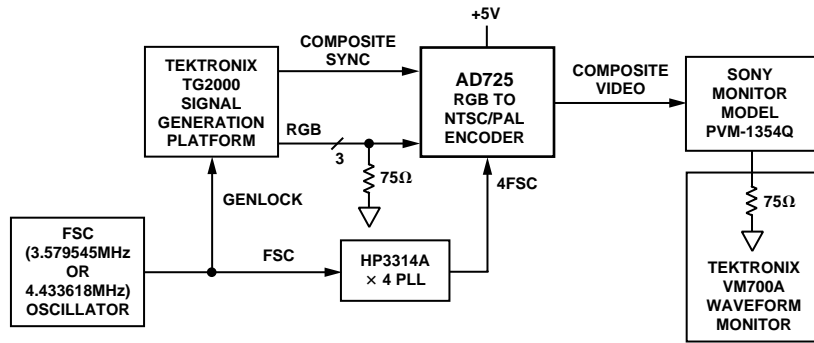 +5V
TEKTRONIX
TG2000
SIGNAL
GENERATION
PLATFORM
COMPOSITE
SYNC
RGB
3
75Ω
GENLOCK
AD725
RGB TO
NTSC/PAL
ENCODER
COMPOSITE
VIDEO
SONY
MONITOR
MODEL
PVM-1354Q
4FSC
75Ω
FSC
(3.579545MHz
OR
4.433618MHz)
OSCILLATOR
FSC
HP3314A
× 4 PLL
TEKTRONIX
VM700A
WAVEFORM
MONITOR